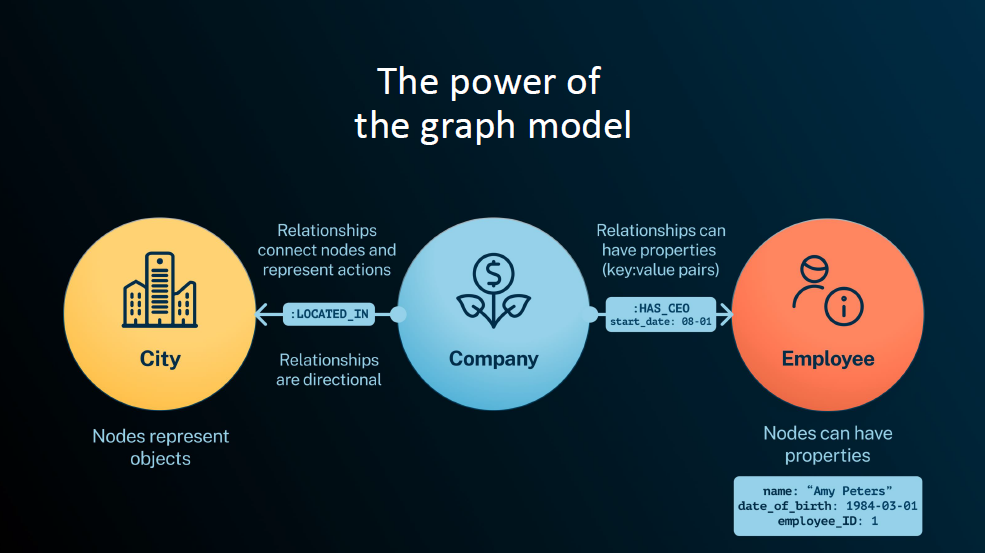 The power of
the graph model
Relationships
connect nodes and
represent actions
Relationships can
have properties
(key:value pairs)
:LOCATED_IN
:HAS_CEO
start_date: 08-01
$
i
City
Company
Employee
Relationships
are directional
Nodes represent
objects
Nodes can have
properties
name: “Amy Peters”
date_of_birth: 1984-03-01
employee_ID: 1